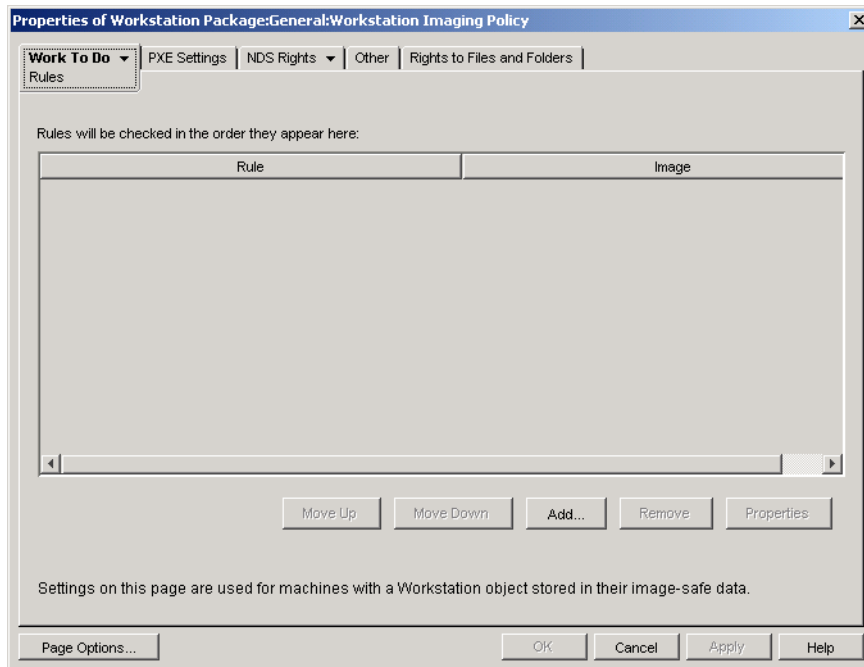 Properties of Workstation Package:General:Workstation Imaging Policy
Work To Do PXE Settings NDS Rights Other Rights to Files and Folders
Rules
Rules will be checked in the order they appear here:
Rule Image
Move Up Move Down Add... Remove Properties
Settings on this page are used for machines with a Workstation object stored in their image-safe data.
Page Options... OK Cancel Apply Help